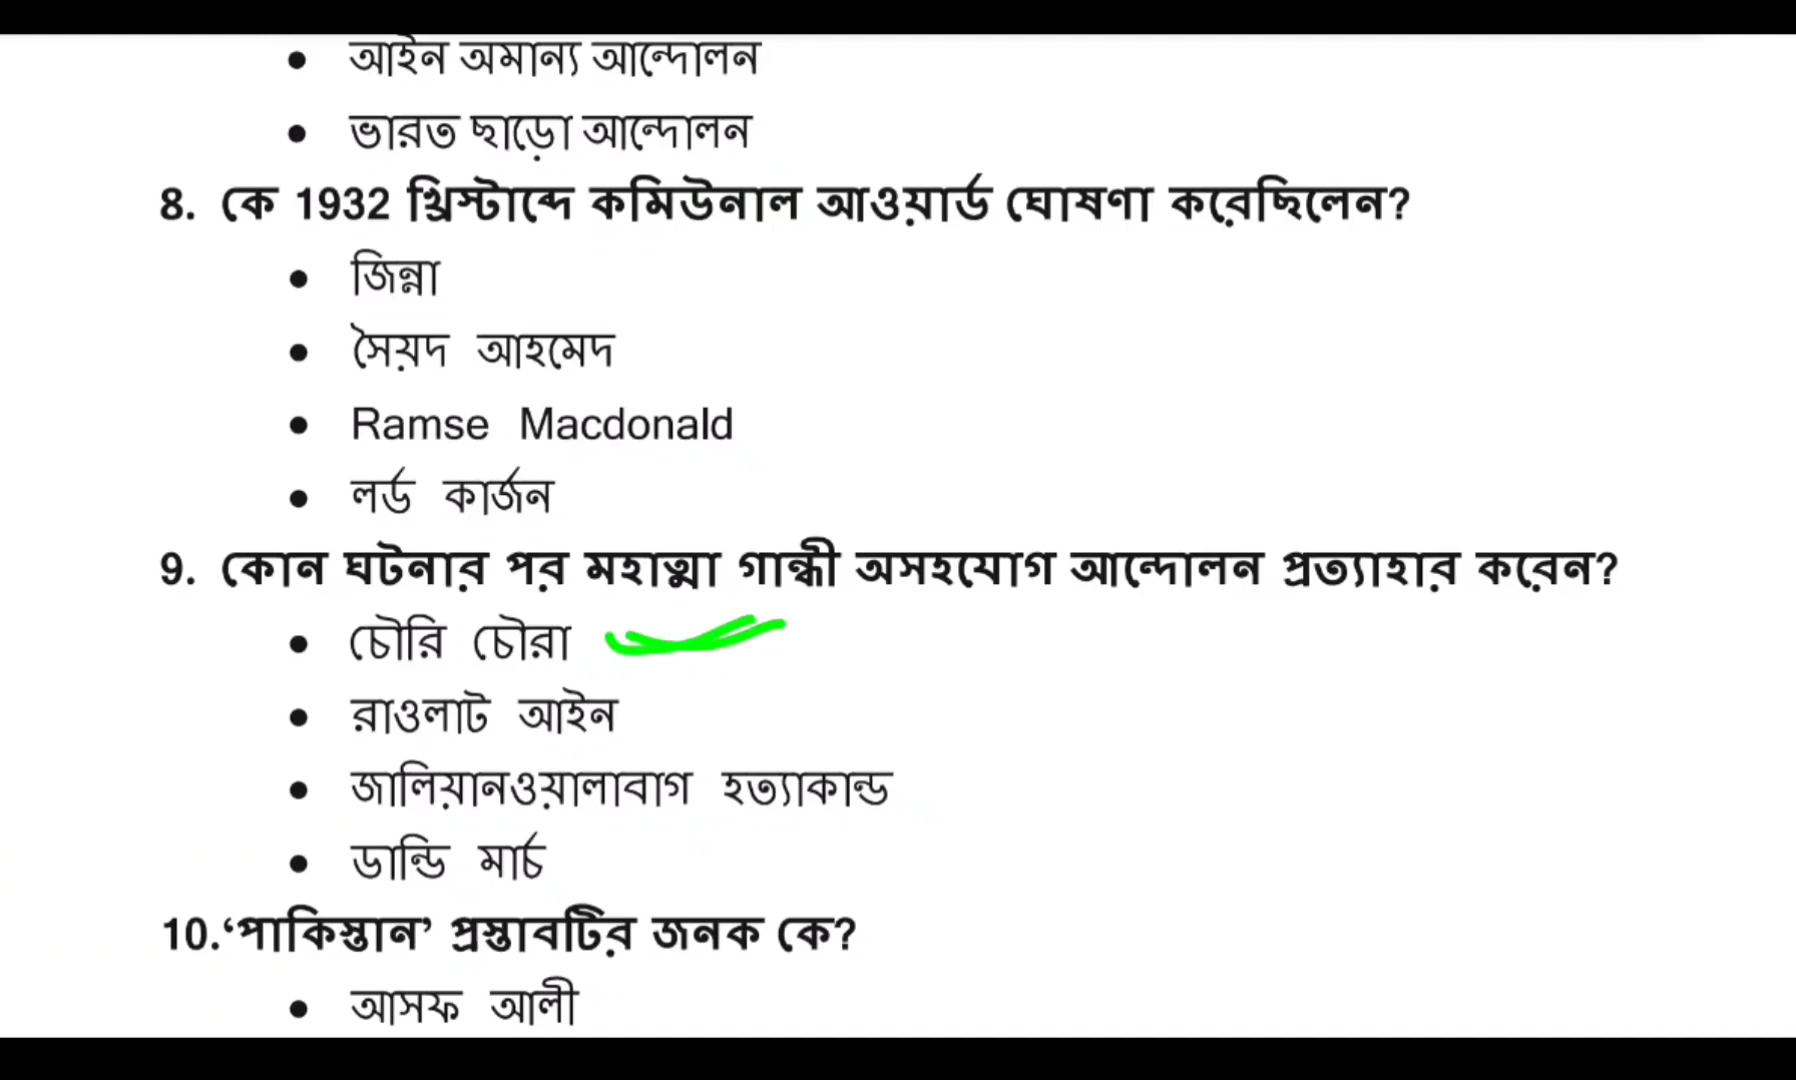 • আইন অমান্য আন্দোলন
• ভারত ছাড়ো আন্দোলন
8. কে 1932 খ্রিস্টাব্দে কমিউনাল আওয়ার্ড ঘোষণা করেছিলেন?
• জিন্না
• সৈয়দ আহমেদ
• Ramse Macdonald
• লর্ড কার্জন
9. কোন ঘটনার পর মহাত্মা গান্ধী অসহযোগ আন্দোলন প্রত্যাহার করেন?
• চৌরি চৌরা
• রাওলাট আইন
• জালিয়ানওয়ালাবাগ হত্যাকান্ড
• ডান্ডি মার্চ
10.‘পাকিস্তান’ প্রস্তাবটির জনক কে?
• আসফ আলী